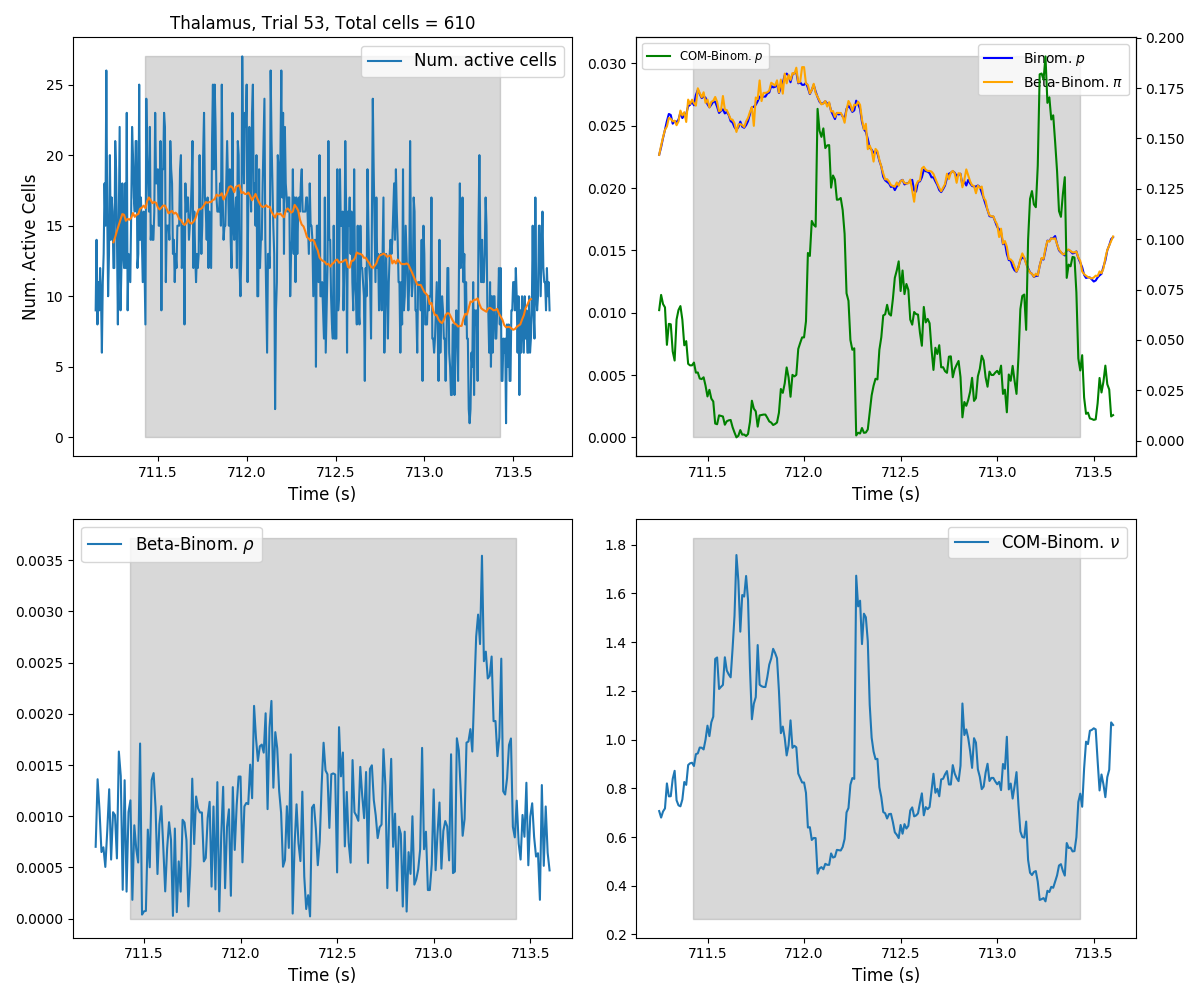 Thalamus, Trial 53, Total cells = 610
Num. active cells
25
20
15
10
5
0
Num. Active Cells
711.5 712.0 712.5 713.0 713.5
Time (s)
COM-Binom. p
Binom. p
Beta-Binom. π
0.030
0.025
0.020
0.015
0.010
0.005
0.000
0.200
0.175
0.150
0.125
0.100
0.075
0.050
0.025
0.000
711.5 712.0 712.5 713.0 713.5
Time (s)
Beta-Binom. ρ
0.0035
0.0030
0.0025
0.0020
0.0015
0.0010
0.0005
0.0000
711.5 712.0 712.5 713.0 713.5
Time (s)
COM-Binom. ν
1.8
1.6
1.4
1.2
1.0
0.8
0.6
0.4
0.2
711.5 712.0 712.5 713.0 713.5
Time (s)